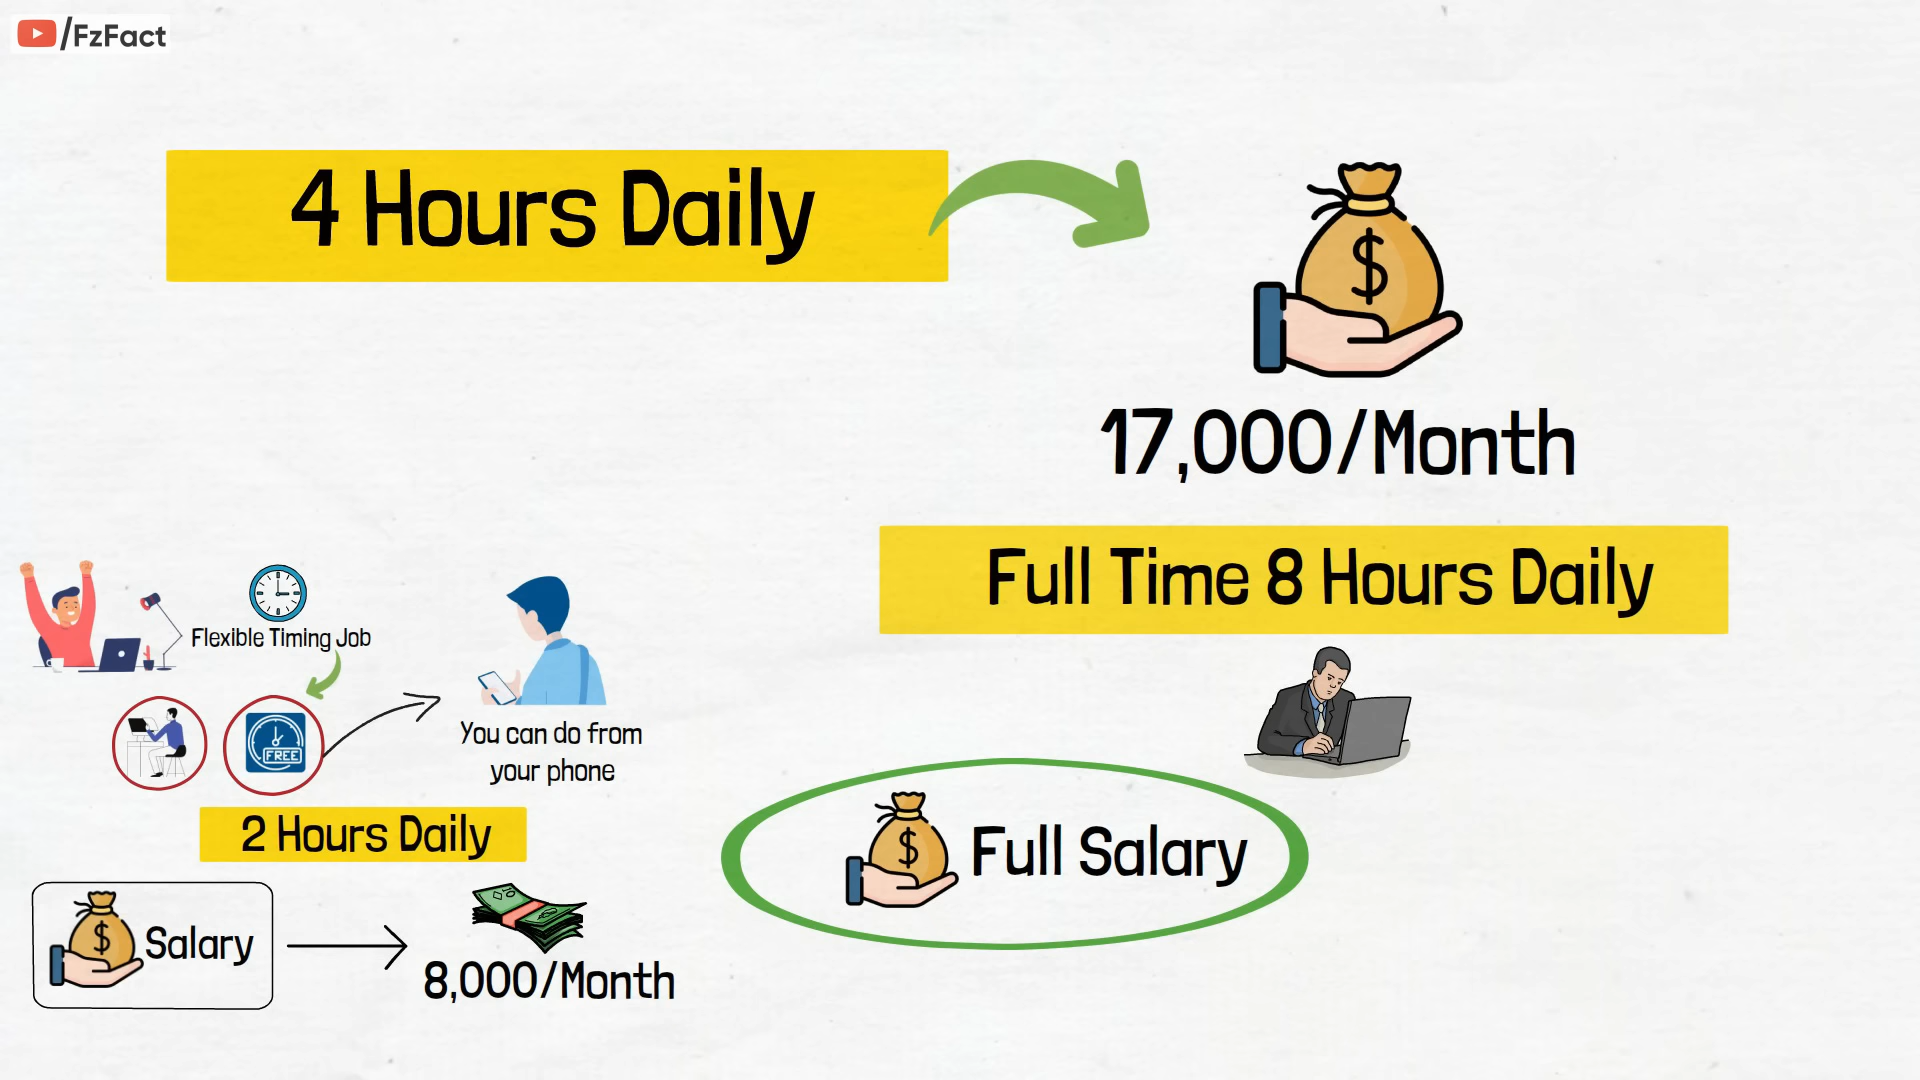 /FzFact
4 Hours Daily
$
17,000/Month
Full Time 8 Hours Daily
Flexible Timing Job
FREE
You can do from
your phone
2 Hours Daily
$ Full Salary
$ Salary
8,000/Month